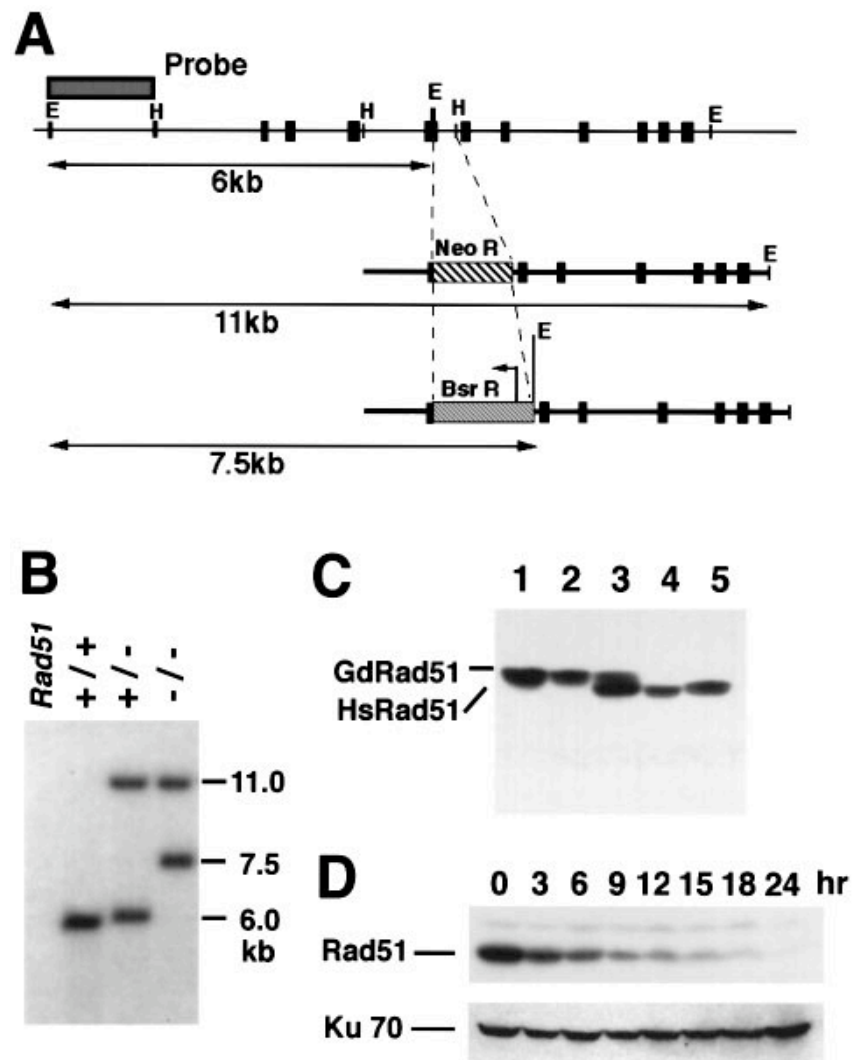 A
Probe
E H H E H E
6kb
Neo R
E
11kb
E
Bsr R
7.5kb
B
Rad51
+/+
+/-
-/-
11.0
7.5
6.0
kb
C
1 2 3 4 5
GdRad51
HsRad51
D
0 3 6 9 12 15 18 24 hr
Rad51
Ku 70